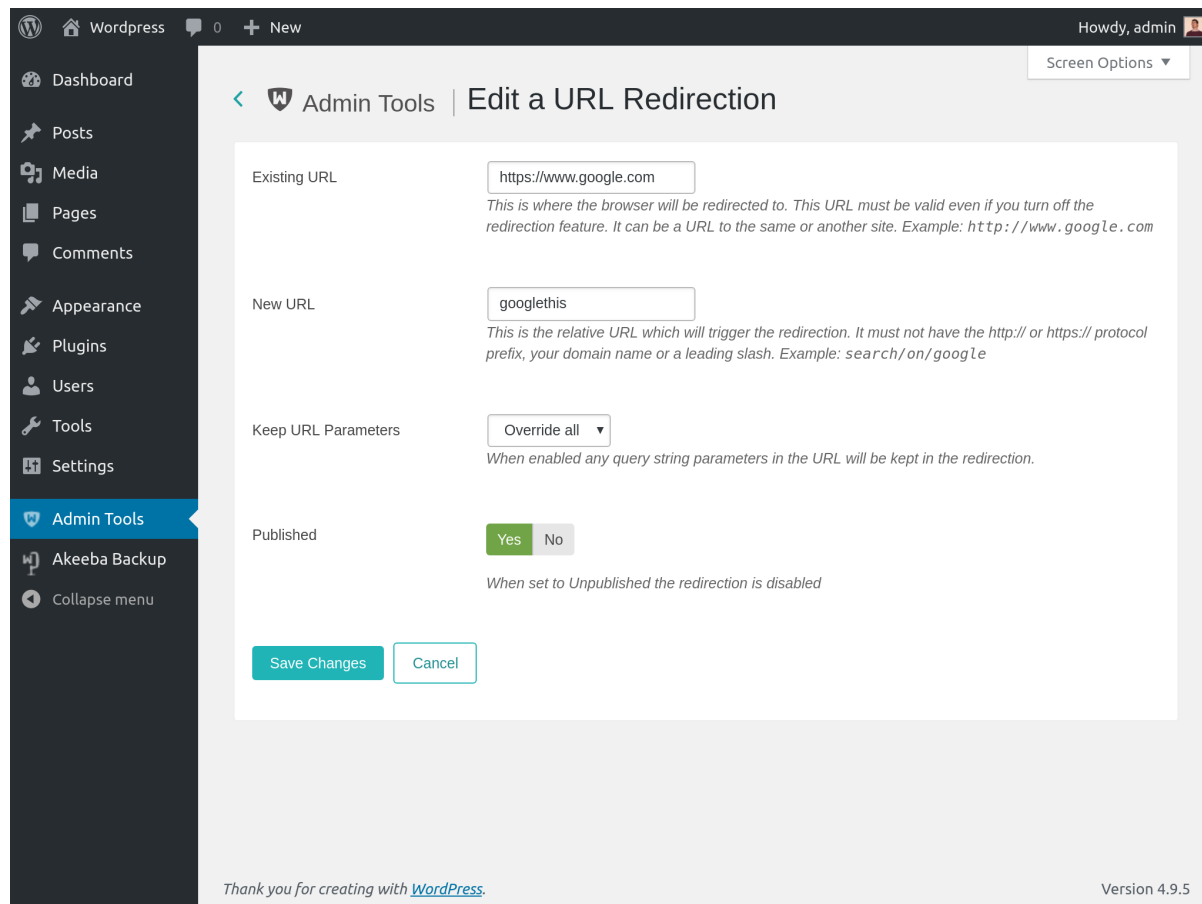 Wordpress 0 New Howdy, admin
Screen Options ▼
Dashboard
Posts
Media
Pages
Comments
Appearance
Plugins
Users
Tools
Settings
Admin Tools
Akeeba Backup
Collapse menu
Admin Tools | Edit a URL Redirection
Existing URL
https://www.google.com
This is where the browser will be redirected to. This URL must be valid even if you turn off the
redirection feature. It can be a URL to the same or another site. Example: http://www.google.com
New URL
googlethis
This is the relative URL which will trigger the redirection. It must not have the http:// or https:// protocol
prefix, your domain name or a leading slash. Example: search/on/google
Keep URL Parameters
Override all ▼
When enabled any query string parameters in the URL will be kept in the redirection.
Published
Yes No
When set to Unpublished the redirection is disabled
Save Changes Cancel
Thank you for creating with WordPress. Version 4.9.5